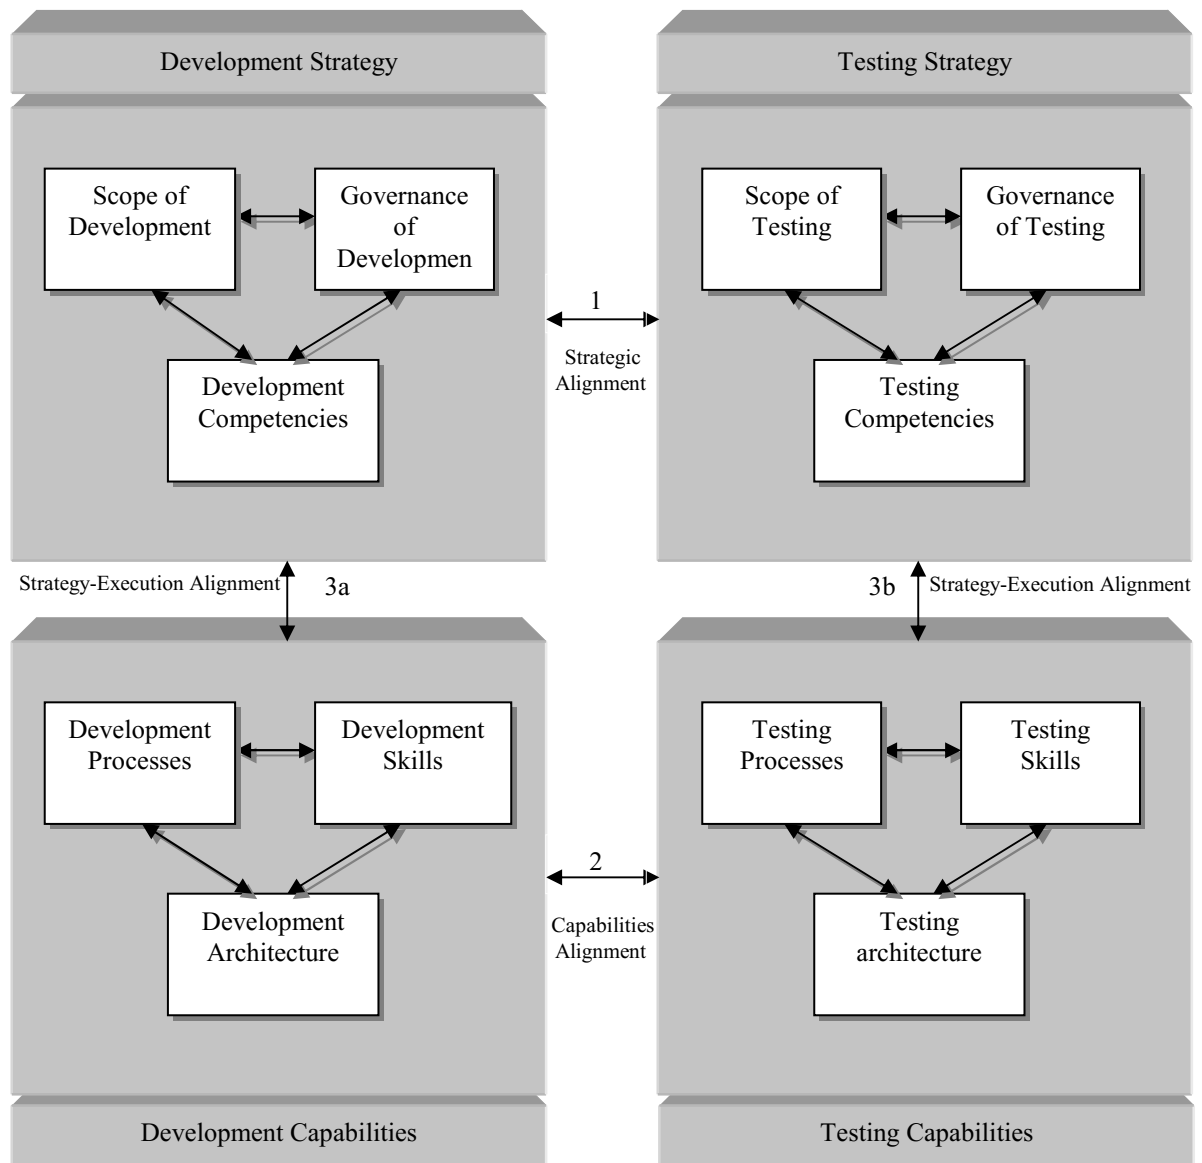 Development Strategy
Testing Strategy
Scope of
Development
Governance
of
Developmen
Scope of
Testing
Governance
of Testing
1
Strategic
Alignment
Development
Competencies
Testing
Competencies
Strategy-Execution Alignment
3a
3b
Strategy-Execution Alignment
Development
Processes
Development
Skills
Testing
Processes
Testing
Skills
2
Capabilities
Alignment
Development
Architecture
Testing
architecture
Development Capabilities
Testing Capabilities